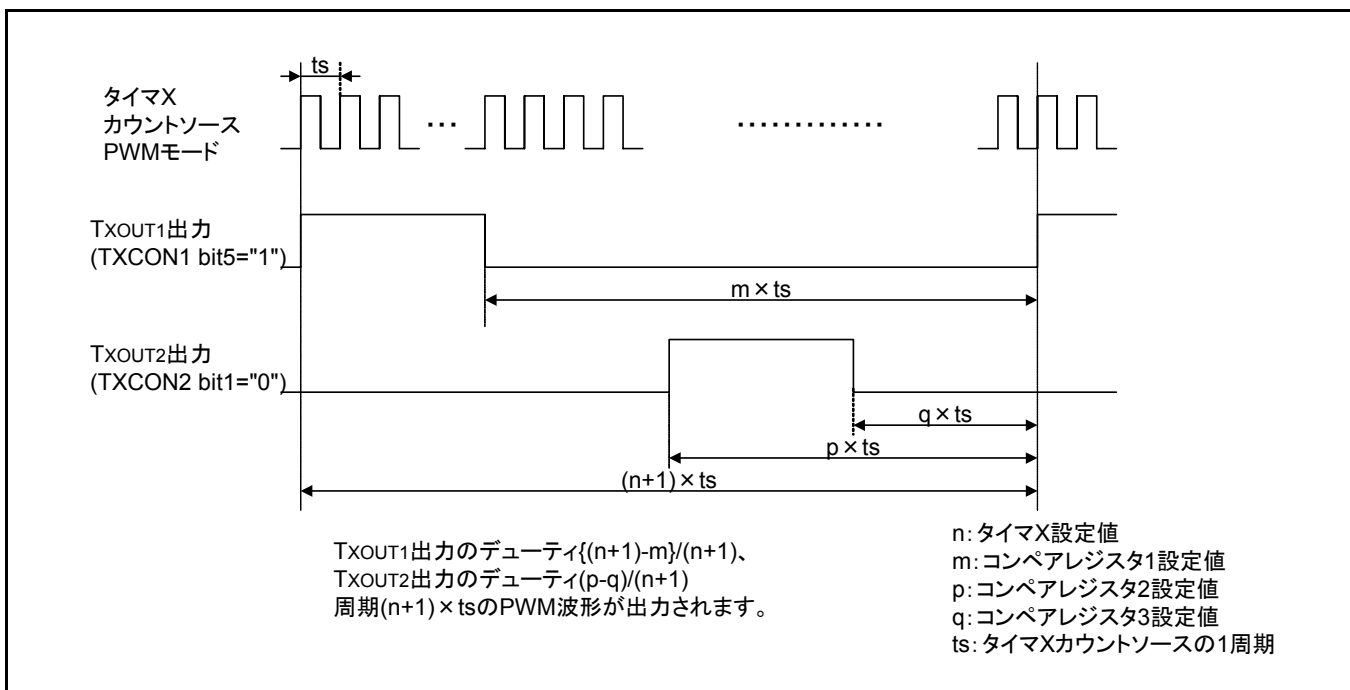 ts
タイマX
カウントソース
PWMモード
TXOUT1出力
(TXCON1 bit5="1")
m×ts
TXOUT2出力
(TXCON2 bit1="0")
q×ts
p×ts
(n+1)×ts
TXOUT1出力のデューティ{(n+1)-m}/(n+1)、
TXOUT2出力のデューティ(p-q)/(n+1)
周期(n+1)×tsのPWM波形が出力されます。
n：タイマX設定値
m：コンペアレジスタ1設定値
p：コンペアレジスタ2設定値
q：コンペアレジスタ3設定値
ts：タイマXカウントソースの1周期